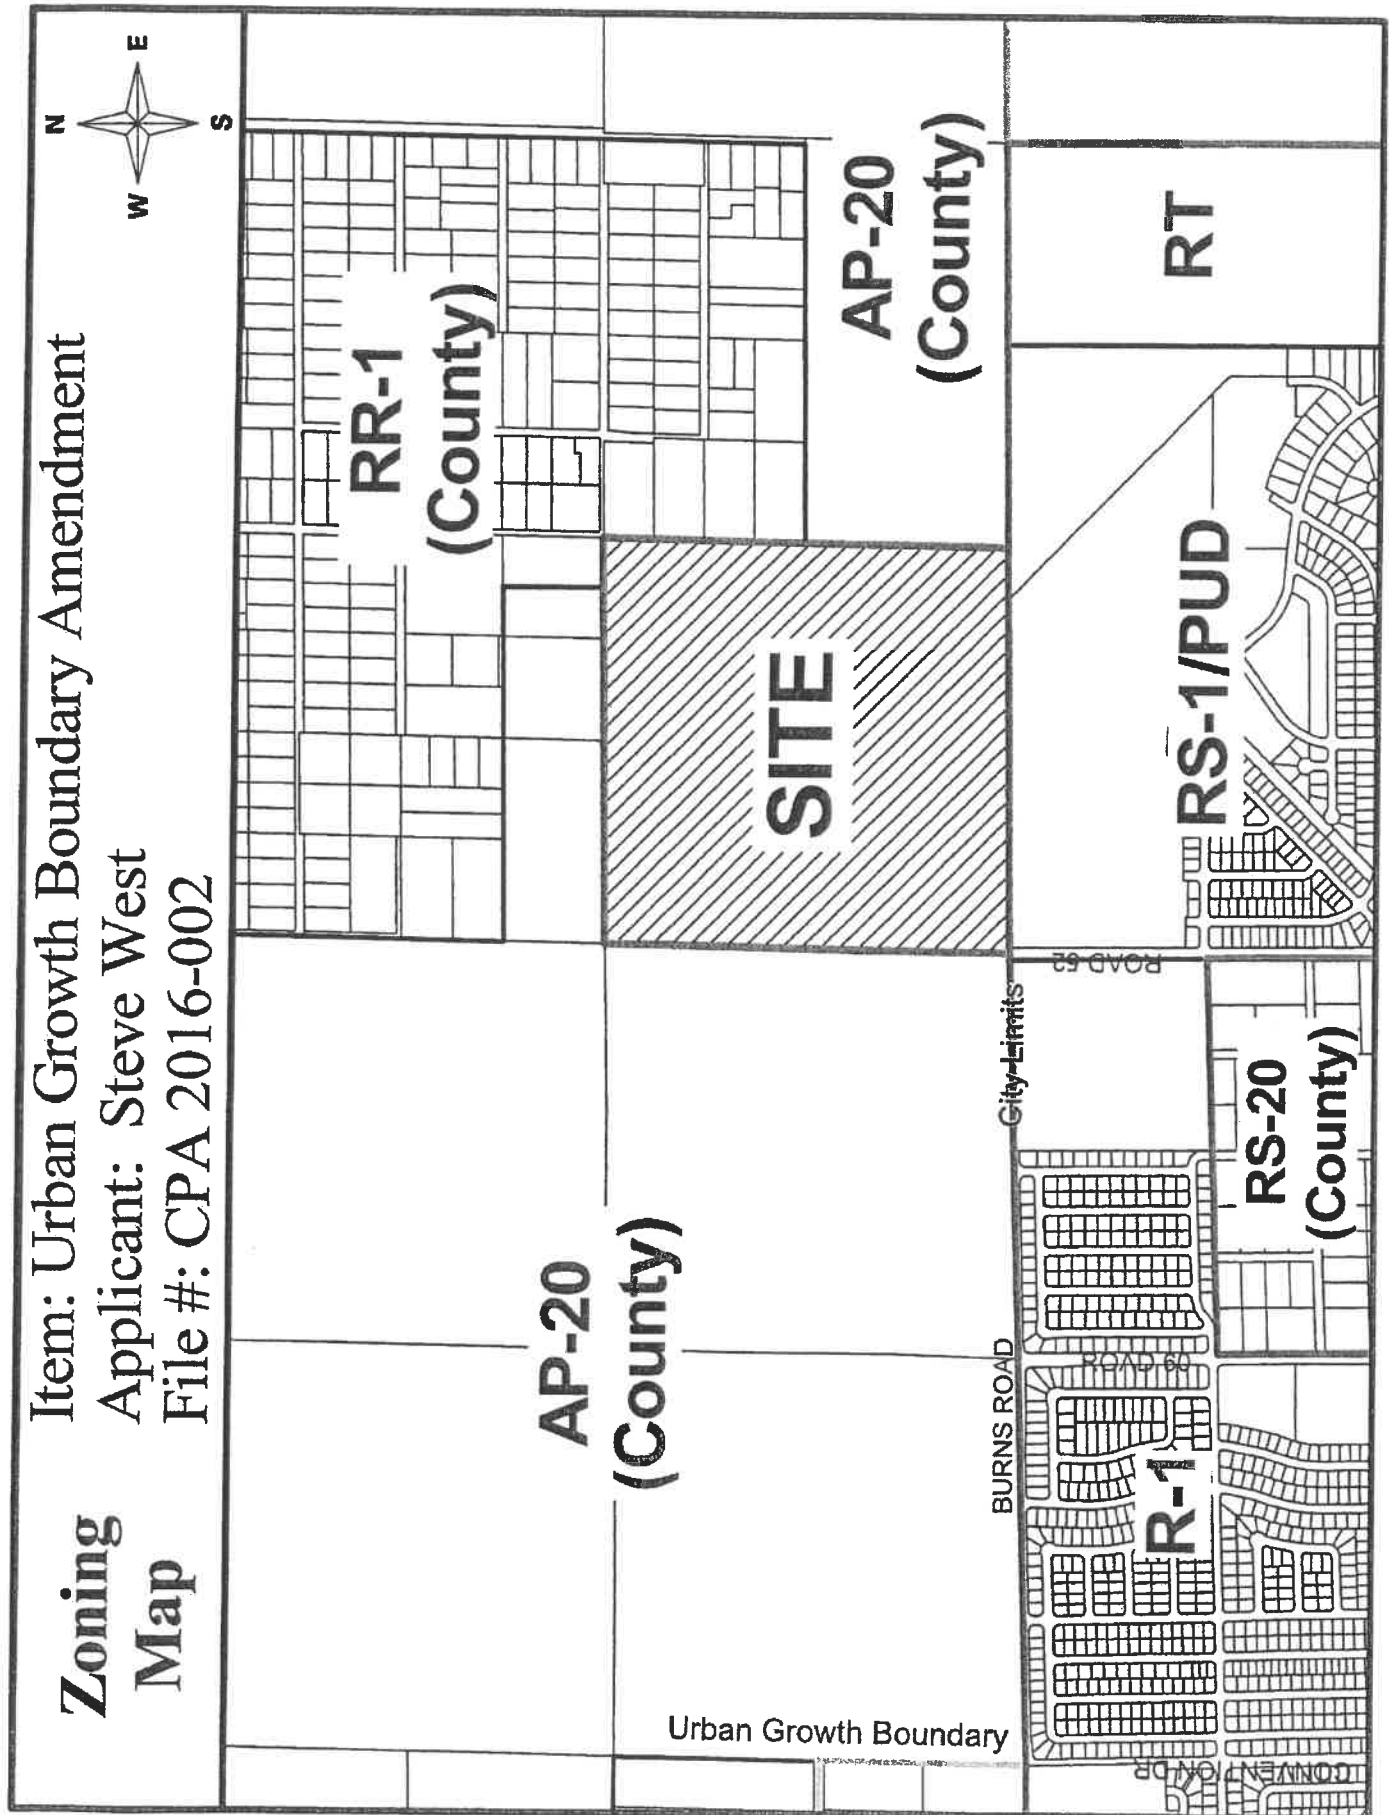 Zoning
Map
Item: Urban Growth Boundary Amendment
Applicant: Steve West
File #: CPA 2016-002
N
W
E
S
RR-1
(County)
AP-20
(County)
SITE
AP-20
(County)
Urban Growth Boundary
BURNS ROAD
City Limits
ROAD 52
ROAD 60
CONVENTION DR
R-1
RS-20
(County)
RS-1/PUD
RT